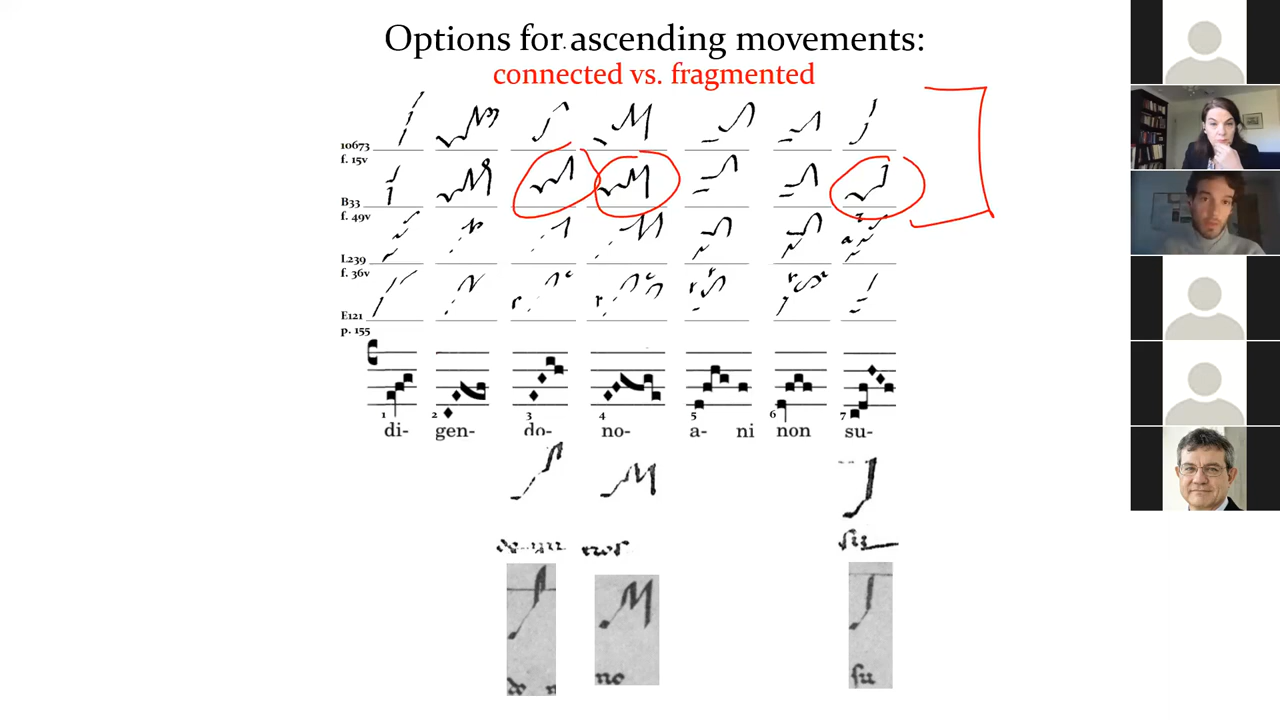 Options for ascending movements:
connected vs. fragmented
10673
f. 15v
B33
f. 49v
L239
f. 36v
E121
p. 155
1 2 3 4 5 6 7
di- gen- do- no- a- ni non su-
no
su